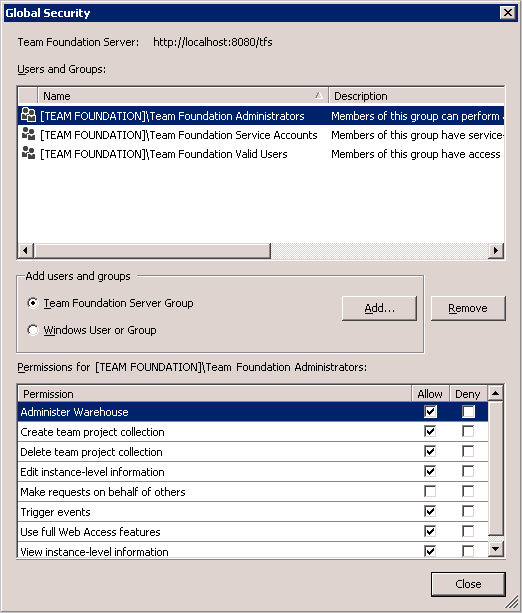 Global Security
Team Foundation Server: http://localhost:8080/tfs
Users and Groups:
Name Description
[TEAM FOUNDATION]\Team Foundation Administrators Members of this group can perform
[TEAM FOUNDATION]\Team Foundation Service Accounts Members of this group have service-
[TEAM FOUNDATION]\Team Foundation Valid Users Members of this group have access
Add users and groups
Team Foundation Server Group
Add...
Remove
Windows User or Group
Permissions for [TEAM FOUNDATION]\Team Foundation Administrators:
Permission Allow Deny
Administer Warehouse
Create team project collection
Delete team project collection
Edit instance-level information
Make requests on behalf of others
Trigger events
Use full Web Access features
View instance-level information
Close